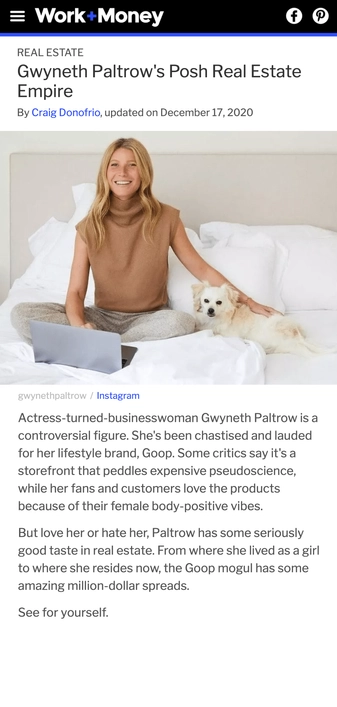 Work+Money
REAL ESTATE
Gwyneth Paltrow's Posh Real Estate
Empire
By Craig Donofrio, updated on December 17, 2020
gwynethpaltrow / Instagram
Actress-turned-businesswoman Gwyneth Paltrow is a
controversial figure. She's been chastised and lauded
for her lifestyle brand, Goop. Some critics say it's a
storefront that peddles expensive pseudoscience,
while her fans and customers love the products
because of their female body-positive vibes.
But love her or hate her, Paltrow has some seriously
good taste in real estate. From where she lived as a girl
to where she resides now, the Goop mogul has some
amazing million-dollar spreads.
See for yourself.